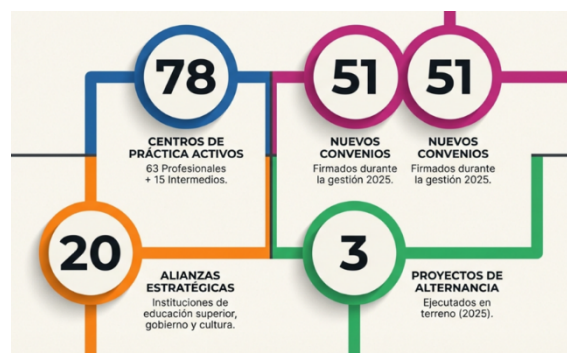 78
CENTROS DE
PRÁCTICA ACTIVOS
63 Profesionales
+ 15 Intermedios.
51
NUEVOS
CONVENIOS
Firmados durante
la gestión 2025.
51
NUEVOS
CONVENIOS
Firmados durante
la gestión 2025.
20
ALIANZAS
ESTRATÉGICAS
Instituciones de
educación superior,
gobierno y cultura.
3
PROYECTOS DE
ALTERNANCIA
Ejecutados en
terreno (2025).